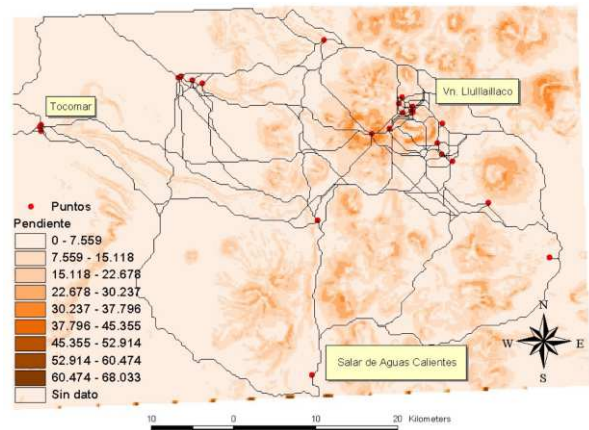 Tocomar
Vn. Llullaillaco
Puntos
Pendiente
0 - 7.559
7.559 - 15.118
15.118 - 22.678
22.678 - 30.237
30.237 - 37.796
37.796 - 45.355
45.355 - 52.914
52.914 - 60.474
60.474 - 68.033
Sin dato
Salar de Aguas Calientes
N
W E
S
10 0 10 20 Kilometers